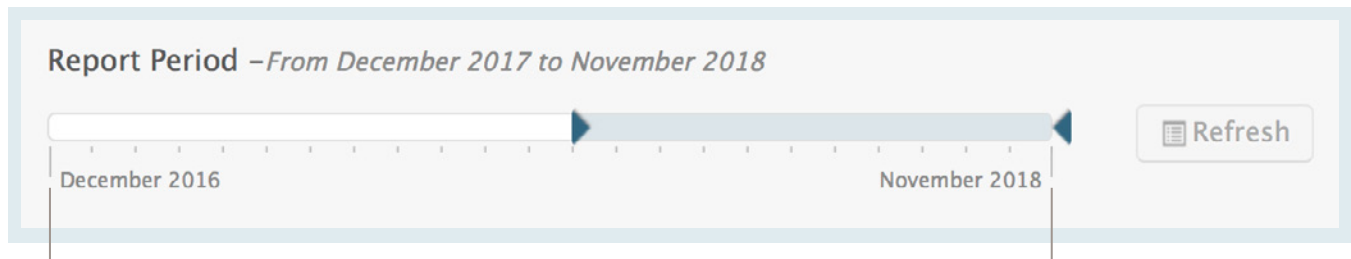 Report Period –From December 2017 to November 2018
Refresh
December 2016
November 2018